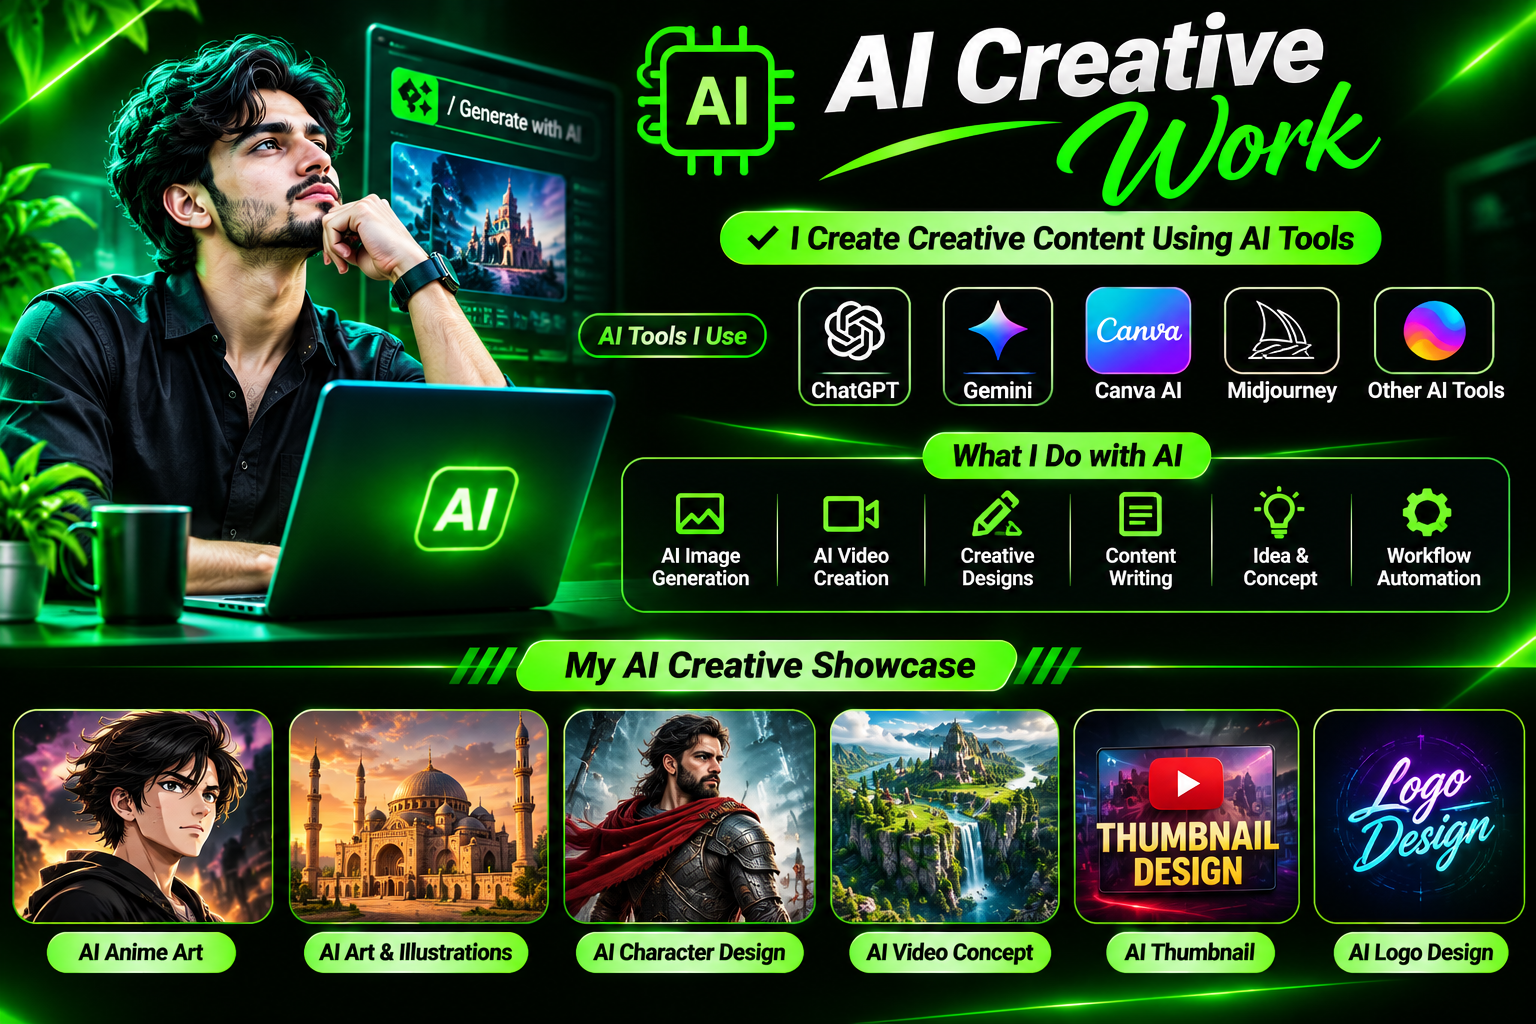 / Generate with AI
AI
AI Creative
Work
✓ I Create Creative Content Using AI Tools
AI Tools I Use
ChatGPT
Gemini
Canva
Canva AI
Midjourney
Other AI Tools
AI
What I Do with AI
AI Image
Generation
AI Video
Creation
Creative
Designs
Content
Writing
Idea &
Concept
Workflow
Automation
My AI Creative Showcase
THUMBNAIL
DESIGN
Logo
Design
AI Anime Art
AI Art & Illustrations
AI Character Design
AI Video Concept
AI Thumbnail
AI Logo Design